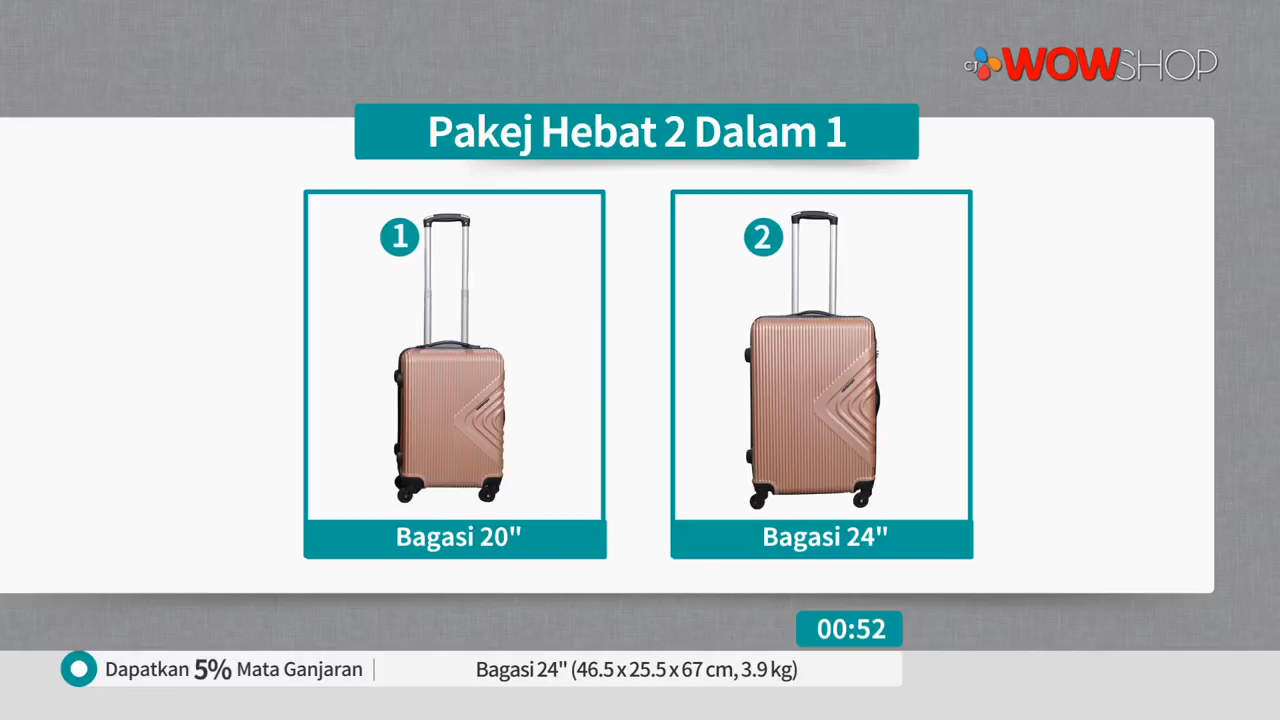 CJ WOWSHOP
Pakej Hebat 2 Dalam 1
1
2
Bagasi 20"
Bagasi 24"
00:52
Dapatkan 5% Mata Ganjaran
Bagasi 24" (46.5 x 25.5 x 67 cm, 3.9 kg)